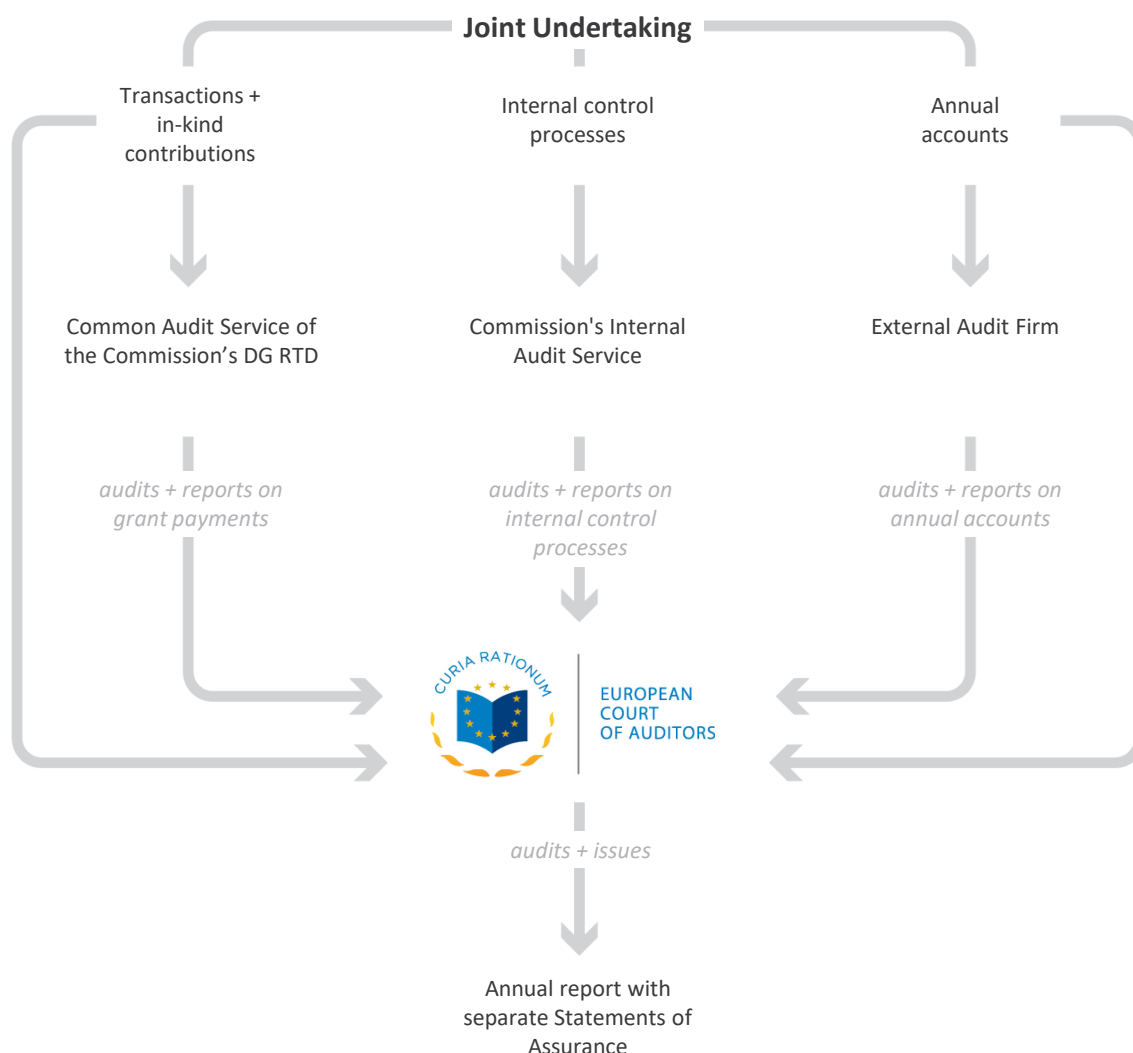 Joint Undertaking
Transactions +
in-kind
contributions
Internal control
processes
Annual
accounts
Common Audit Service of
the Commission’s DG RTD
Commission's Internal
Audit Service
External Audit Firm
audits + reports on
grant payments
audits + reports on
internal control
processes
audits + reports on
annual accounts
CURIA RATIONUM
EUROPEAN
COURT
OF AUDITORS
audits + issues
Annual report with
separate Statements of
Assurance